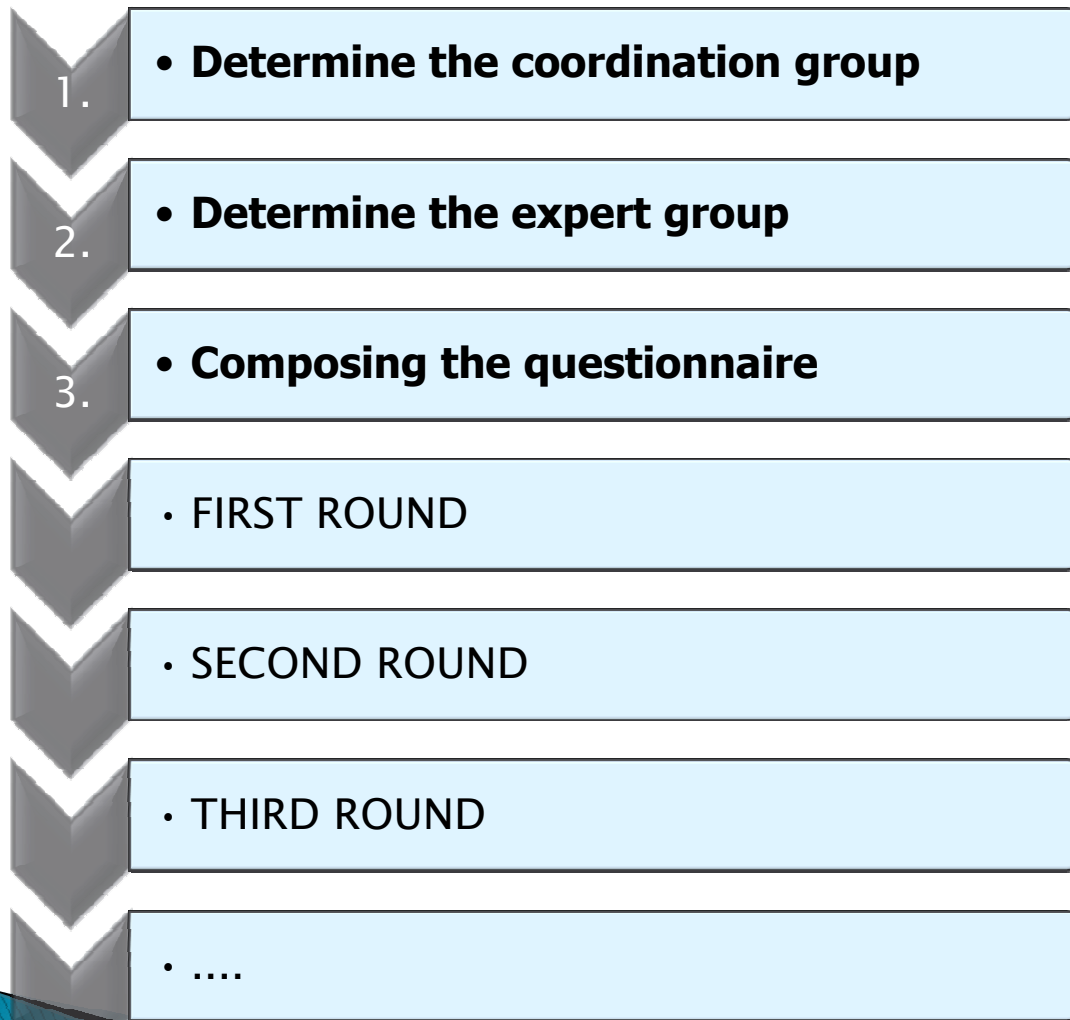 1.
• Determine the coordination group
2.
• Determine the expert group
3.
• Composing the questionnaire
• FIRST ROUND
• SECOND ROUND
• THIRD ROUND
• ....